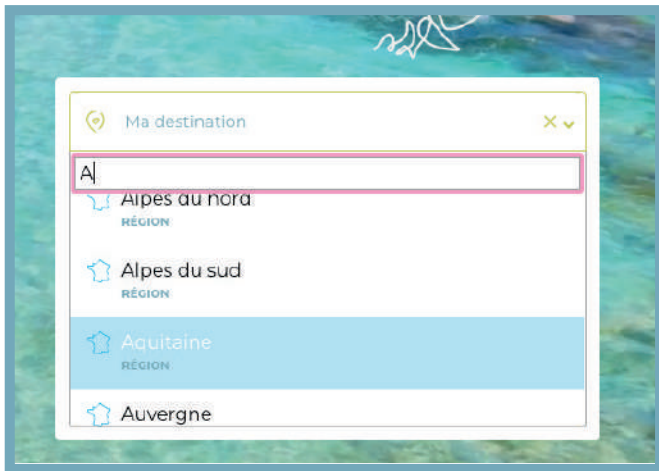 Ma destination
A
Alpes du nord
RÉGION
Alpes du sud
RÉGION
Aquitaine
RÉGION
Auvergne